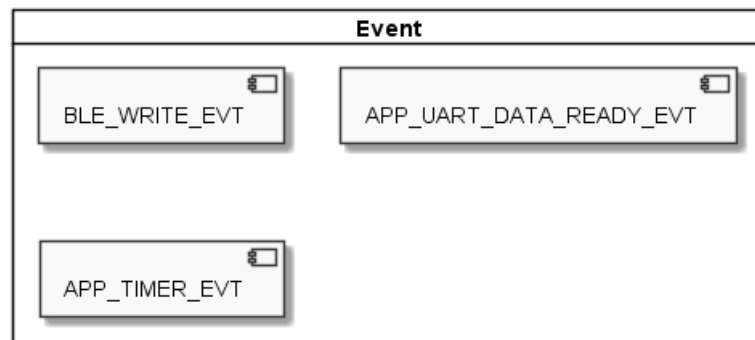 Event
BLE_WRITE_EVT
APP_UART_DATA_READY_EVT
APP_TIMER_EVT